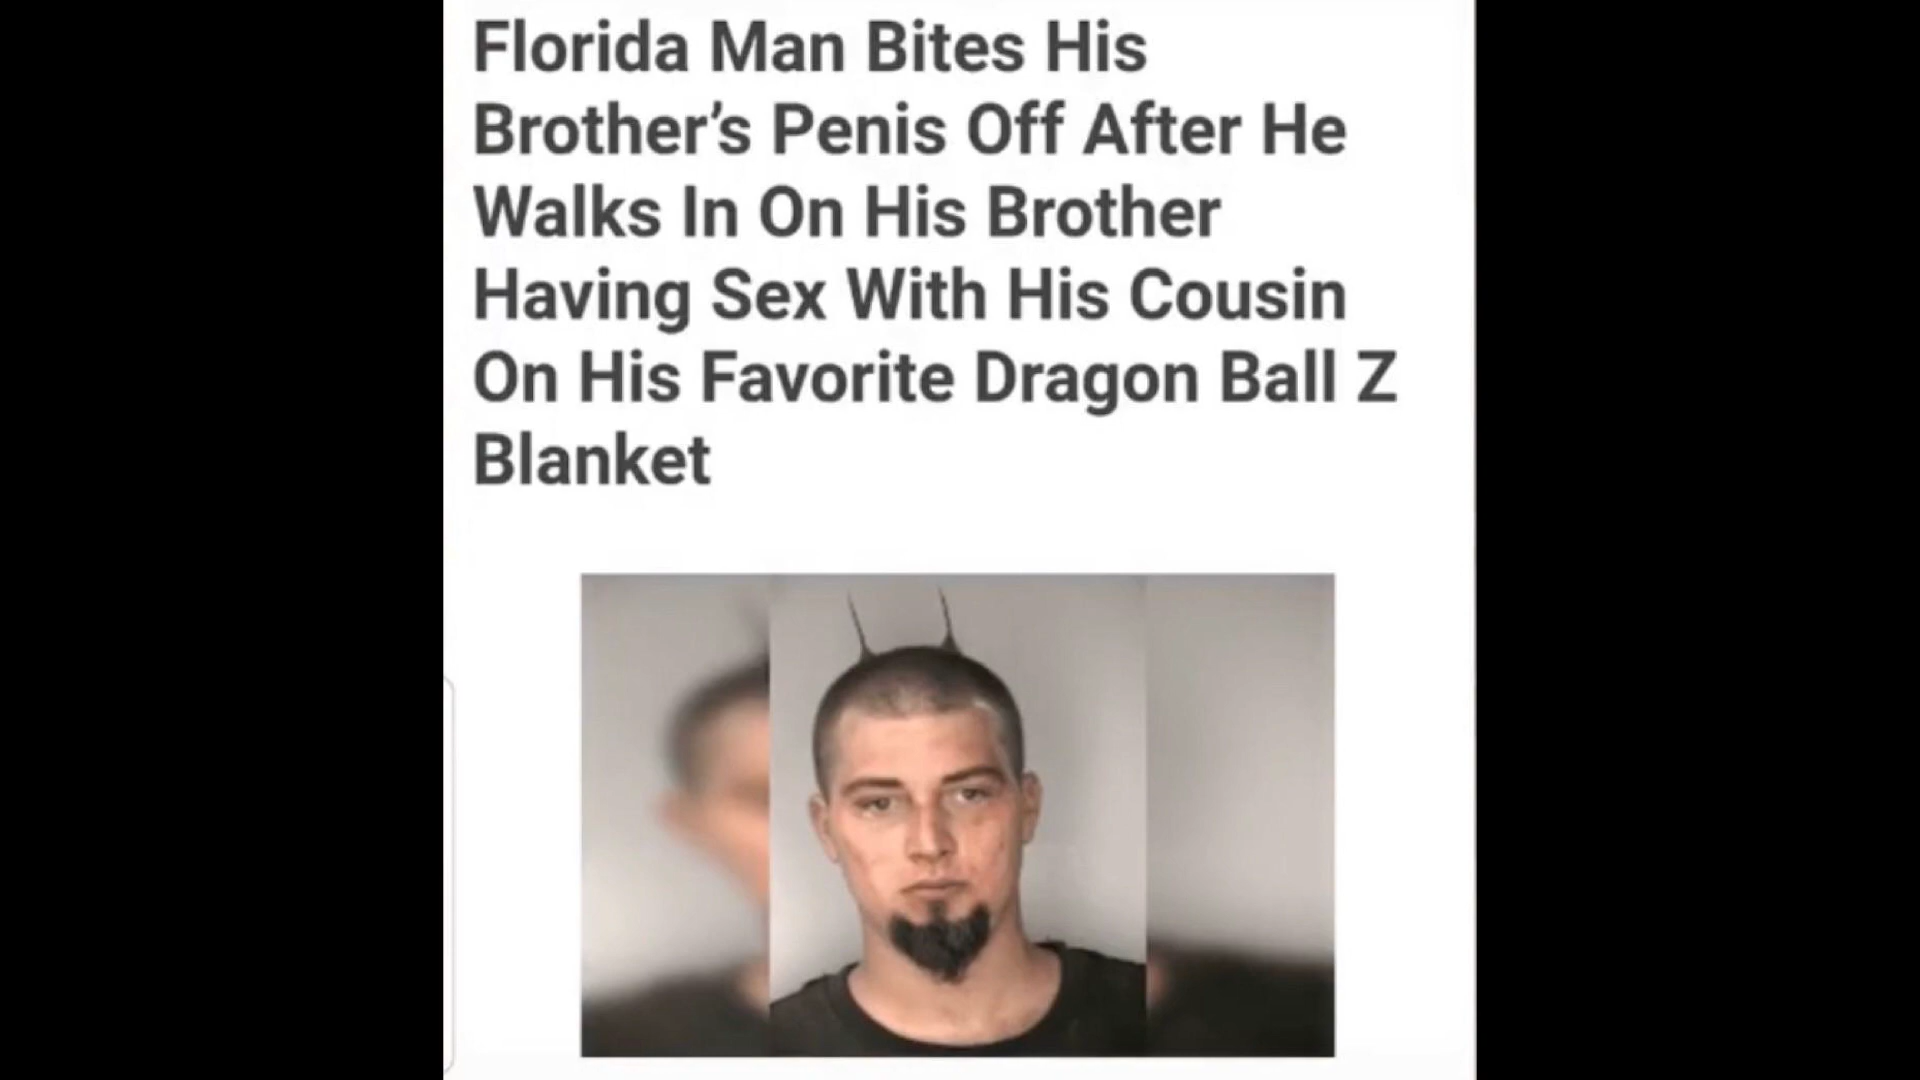 Florida Man Bites His
Brother’s Penis Off After He
Walks In On His Brother
Having Sex With His Cousin
On His Favorite Dragon Ball Z
Blanket